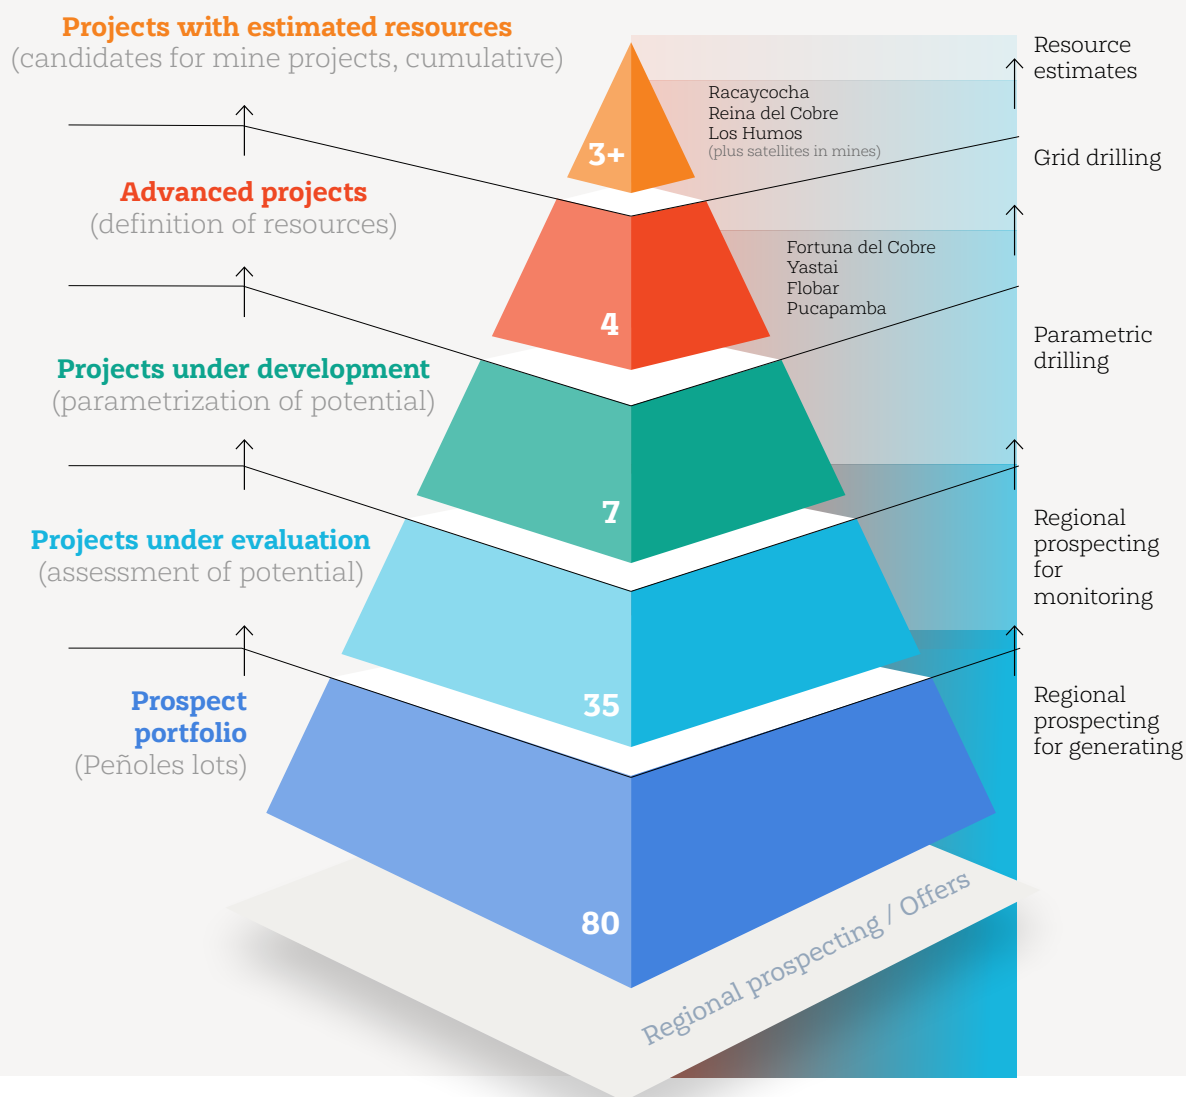 Projects with estimated resources
(candidates for mine projects, cumulative)
Resource
estimates
Racaycocha
Reina del Cobre
Los Humos
(plus satellites in mines)
3+
Grid drilling
Advanced projects
(definition of resources)
Fortuna del Cobre
Yastai
Flobar
Pucapamba
4
Parametric
drilling
Projects under development
(parametrization of potential)
7
Regional
prospecting
for
monitoring
Projects under evaluation
(assessment of potential)
35
Regional
prospecting
for generating
Prospect
portfolio
(Peñoles lots)
80
Regional prospecting / Offers